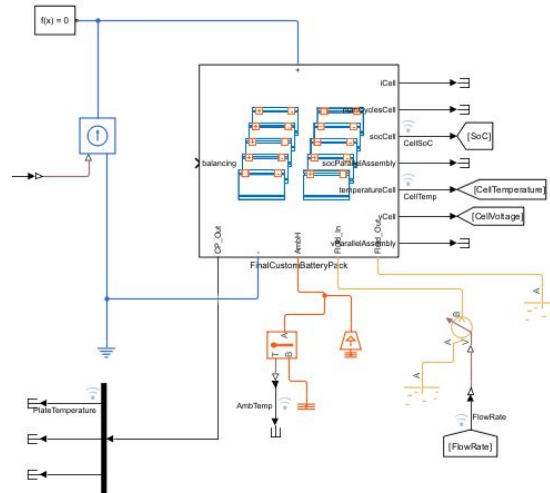 f(x) = 0
+
iCell
numCyclesCell
socCell
CellSoC
[SoC]
balancing
socParallelAssembly
temperatureCell
CellTemp
[CellTemperature]
vCell
[CellVoltage]
vParallelAssembly
CP_Out
-
AmbH
Fluid_In
Fluid_Out
FinalCustomBatteryPack
A
B
A
V
A
A
T
B
AmbTemp
PlateTemperature
FlowRate
[FlowRate]